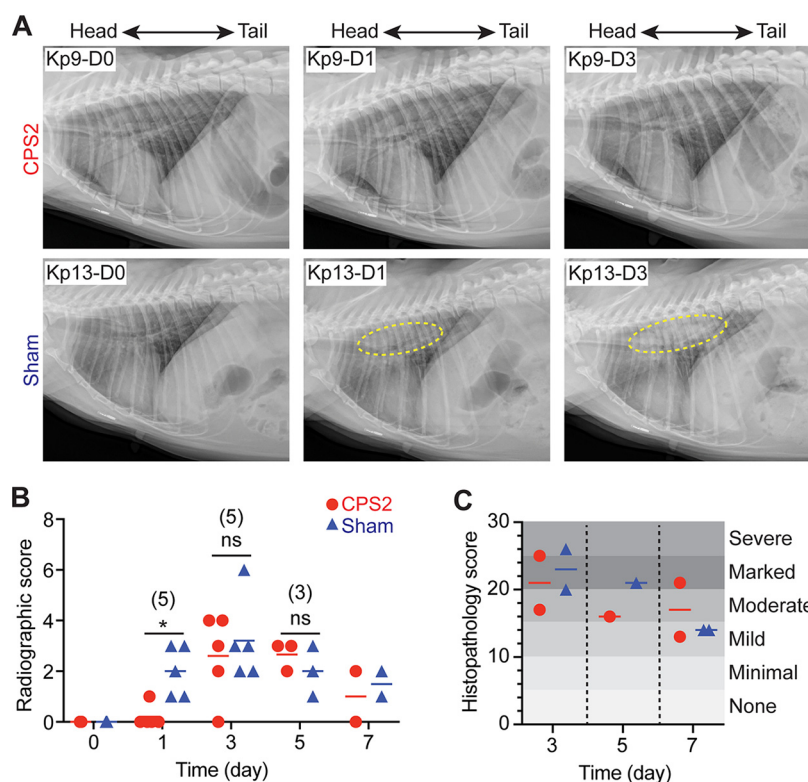 A
Head Tail Head Tail Head Tail
Kp9-D0 Kp9-D1 Kp9-D3
CPS2
Kp13-D0 Kp13-D1 Kp13-D3
Sham
B
CPS2
Sham
Radiographic score
8
6
4
2
0
(5)
*
(5)
ns
(3)
ns
0 1 3 5 7
Time (day)
C
Histopathology score
30
20
10
0
Severe
Marked
Moderate
Mild
Minimal
None
3 5 7
Time (day)